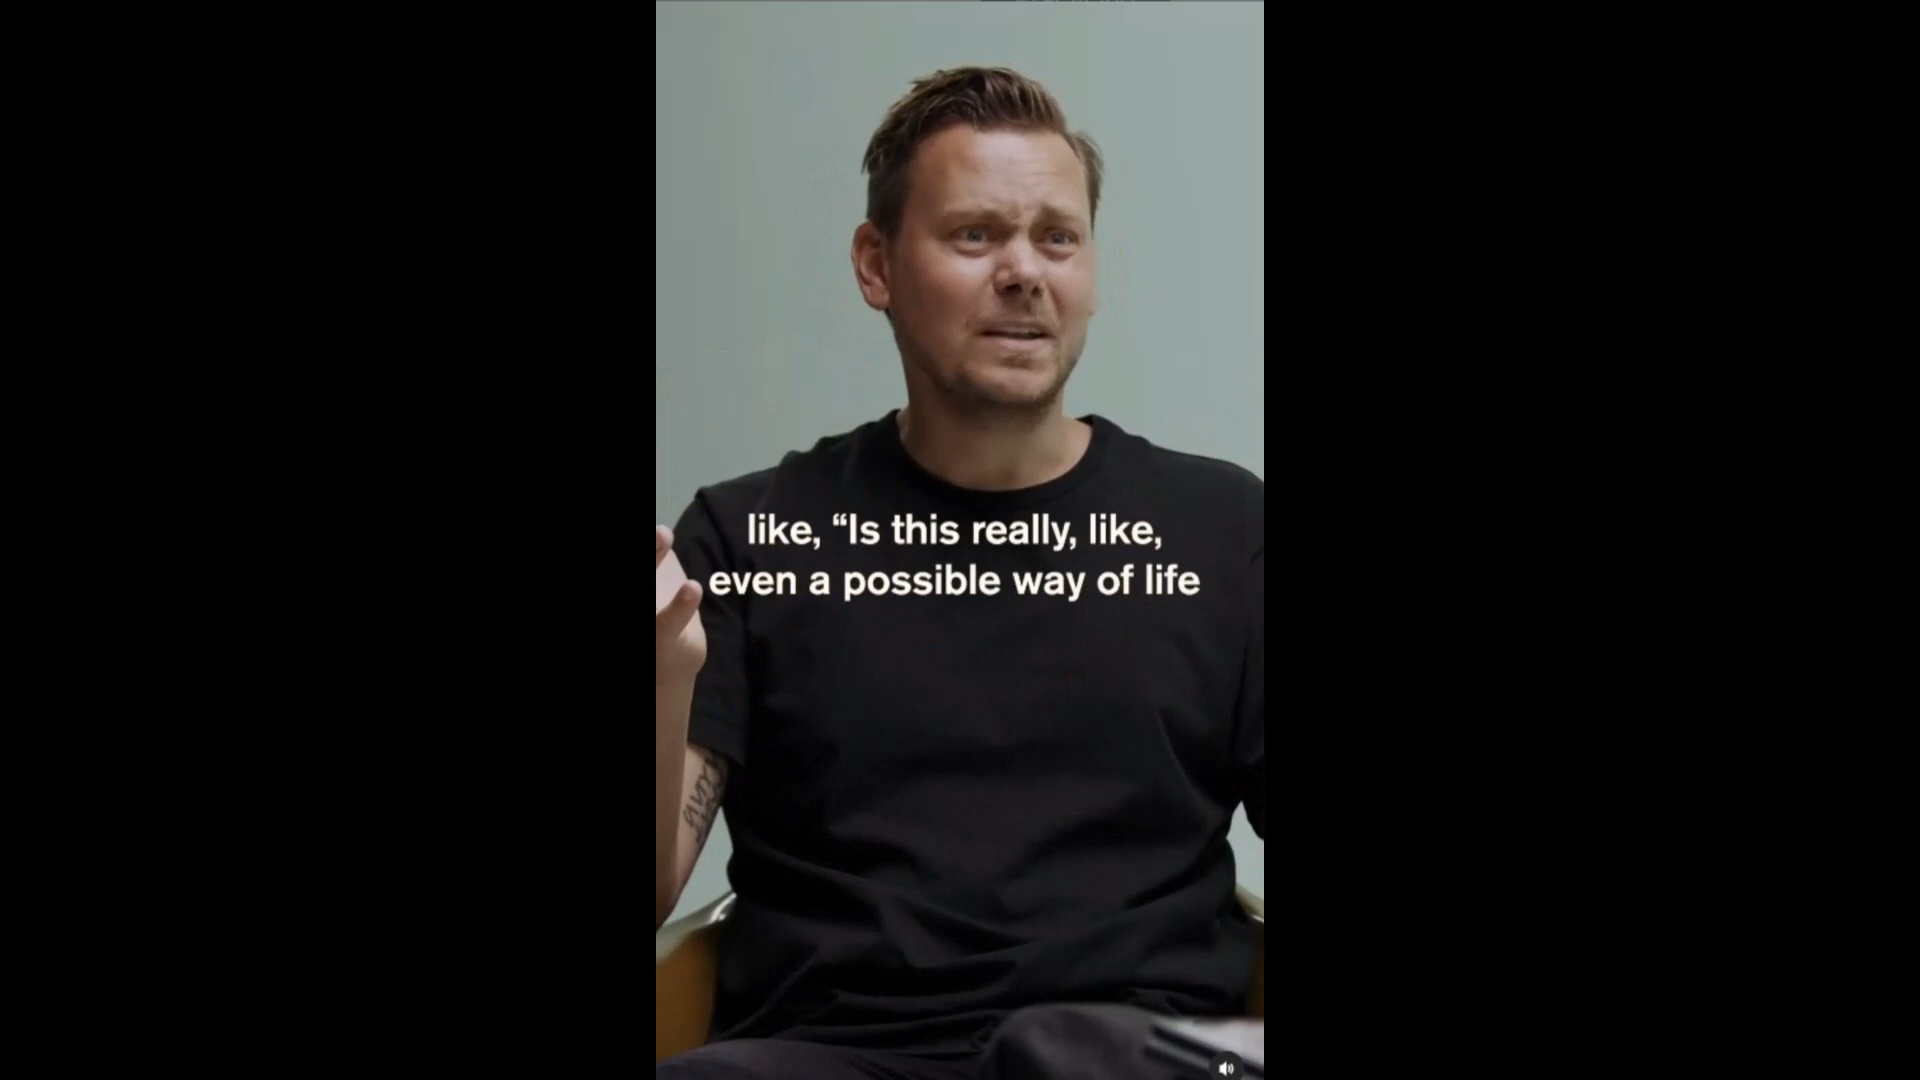 like, “Is this really, like,
even a possible way of life